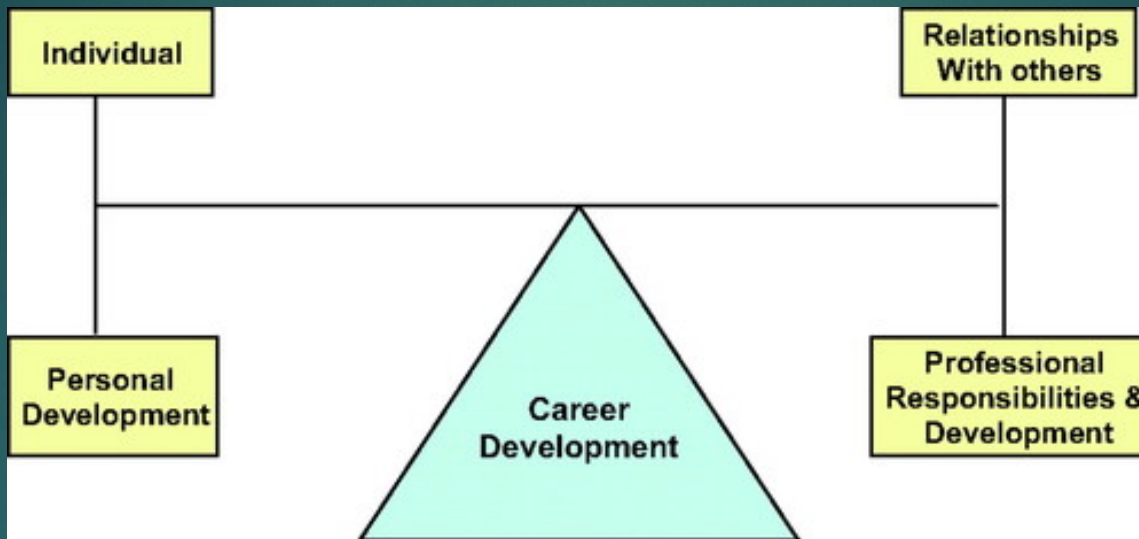 Individual
Relationships
With others
Personal
Development
Career
Development
Professional
Responsibilities &
Development